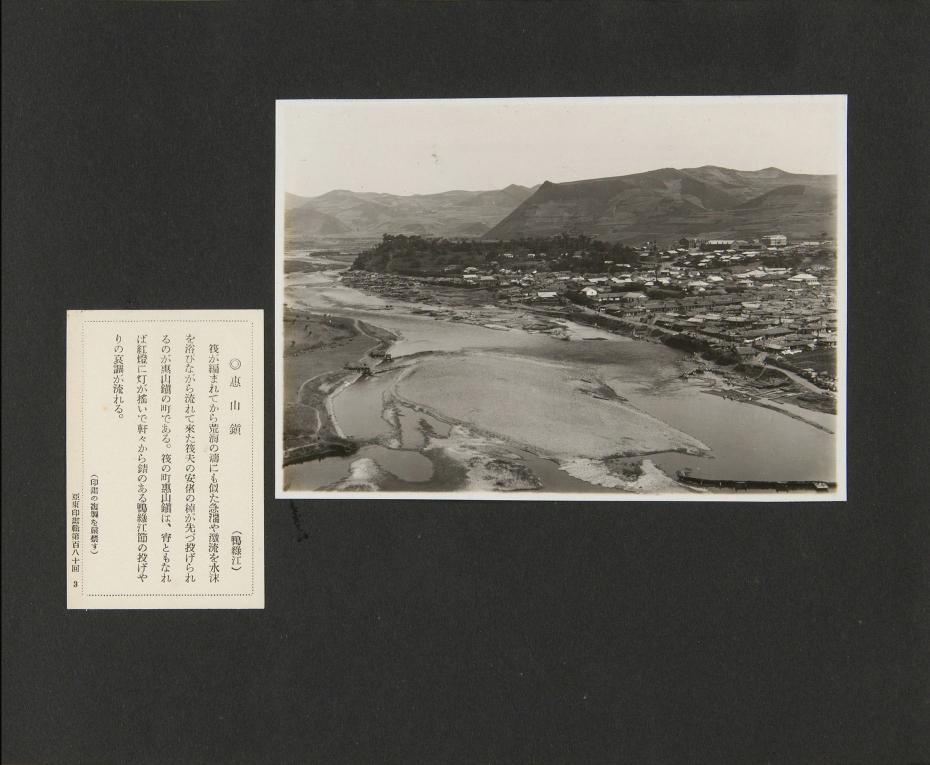 ◎惠山鎭
(鴨綠江)
筏が編まれてから荒海の濤にも似た急湍や激流を水沫
を浴びながら流れて來た筏夫の安堵の棹が先づ投げられ
るのが惠山鎭の町である。筏の町惠山鎭は、宵ともなれ
ば紅燈に灯が搖いで軒々から錆のある鴨綠江節の投げや
りの哀調が流れる。
(印畫の複製を嚴禁す)
亞東印畫輯第百八十回 3